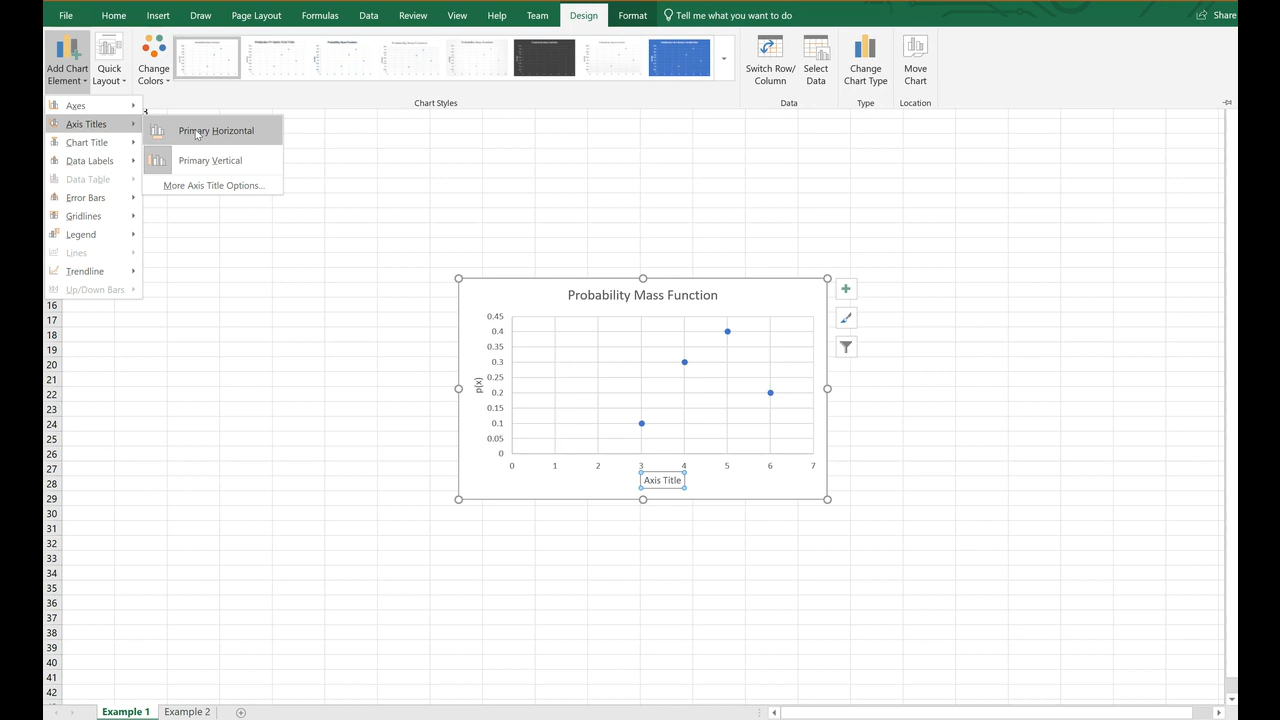 File Home Insert Draw Page Layout Formulas Data Review View Help Team Design Format Tell me what you want to do Share
Add Chart Element
Quick Layout
Change Colors
Switch Row/Column
Select Data
Change Chart Type
Move Chart
Chart Styles
Data
Type
Location
Axes
Axis Titles
Chart Title
Data Labels
Data Table
Error Bars
Gridlines
Legend
Lines
Trendline
Up/Down Bars
Primary Horizontal
Primary Vertical
More Axis Title Options...
16
17
18
19
20
21
22
23
24
25
26
27
28
29
30
31
32
33
34
35
36
37
38
39
40
41
42
Probability Mass Function
0.45
0.4
0.35
0.3
0.25
0.2
0.15
0.1
0.05
0
p(x)
0 1 2 3 4 5 6 7
Axis Title
Example 1 Example 2